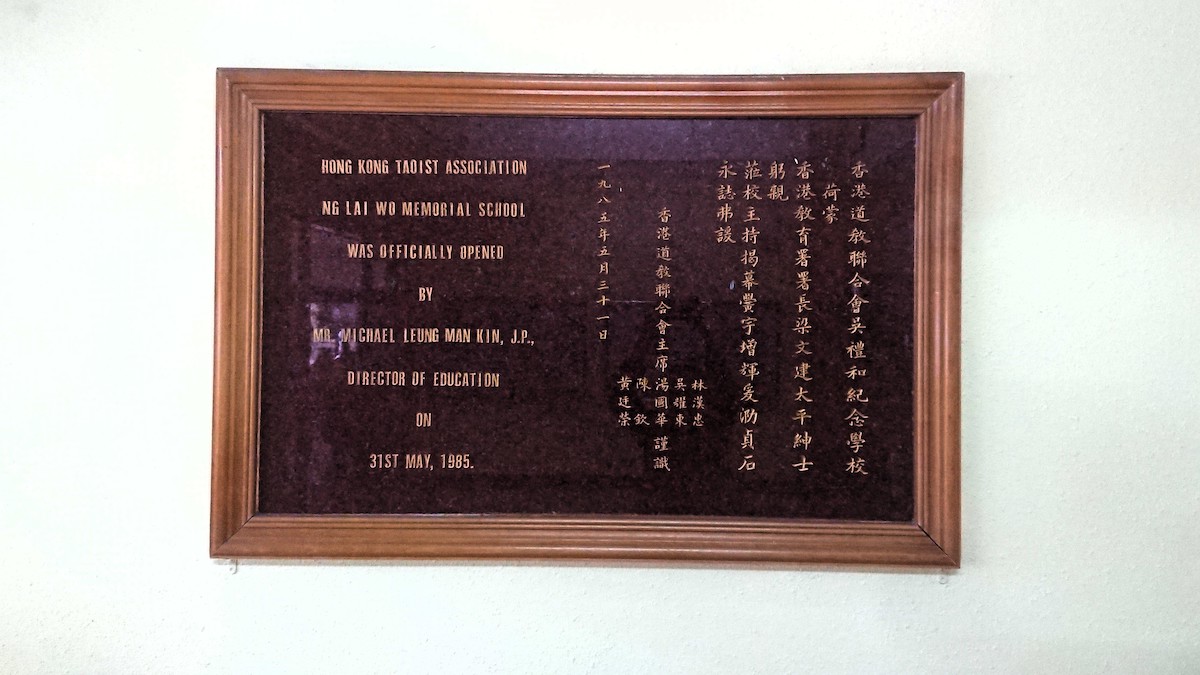 HONG KONG TAOIST ASSOCIATION
NG LAI WO MEMORIAL SCHOOL
WAS OFFICIALLY OPENED
BY
MR. MICHAEL LEUNG MAN KIN, J.P.,
DIRECTOR OF EDUCATION
ON
31ST MAY, 1985.
香港道教聯合會吳禮和紀念學校
荷蒙
香港教育署署長梁文建太平紳士
躬親
蒞校主持揭幕黌宇增輝爰泐貞石
永誌弗諼
香港道教聯合會主席
林漢忠
吳耀東
湯國華
陳欽
黃廷榮
謹識
一九八五年五月三十一日